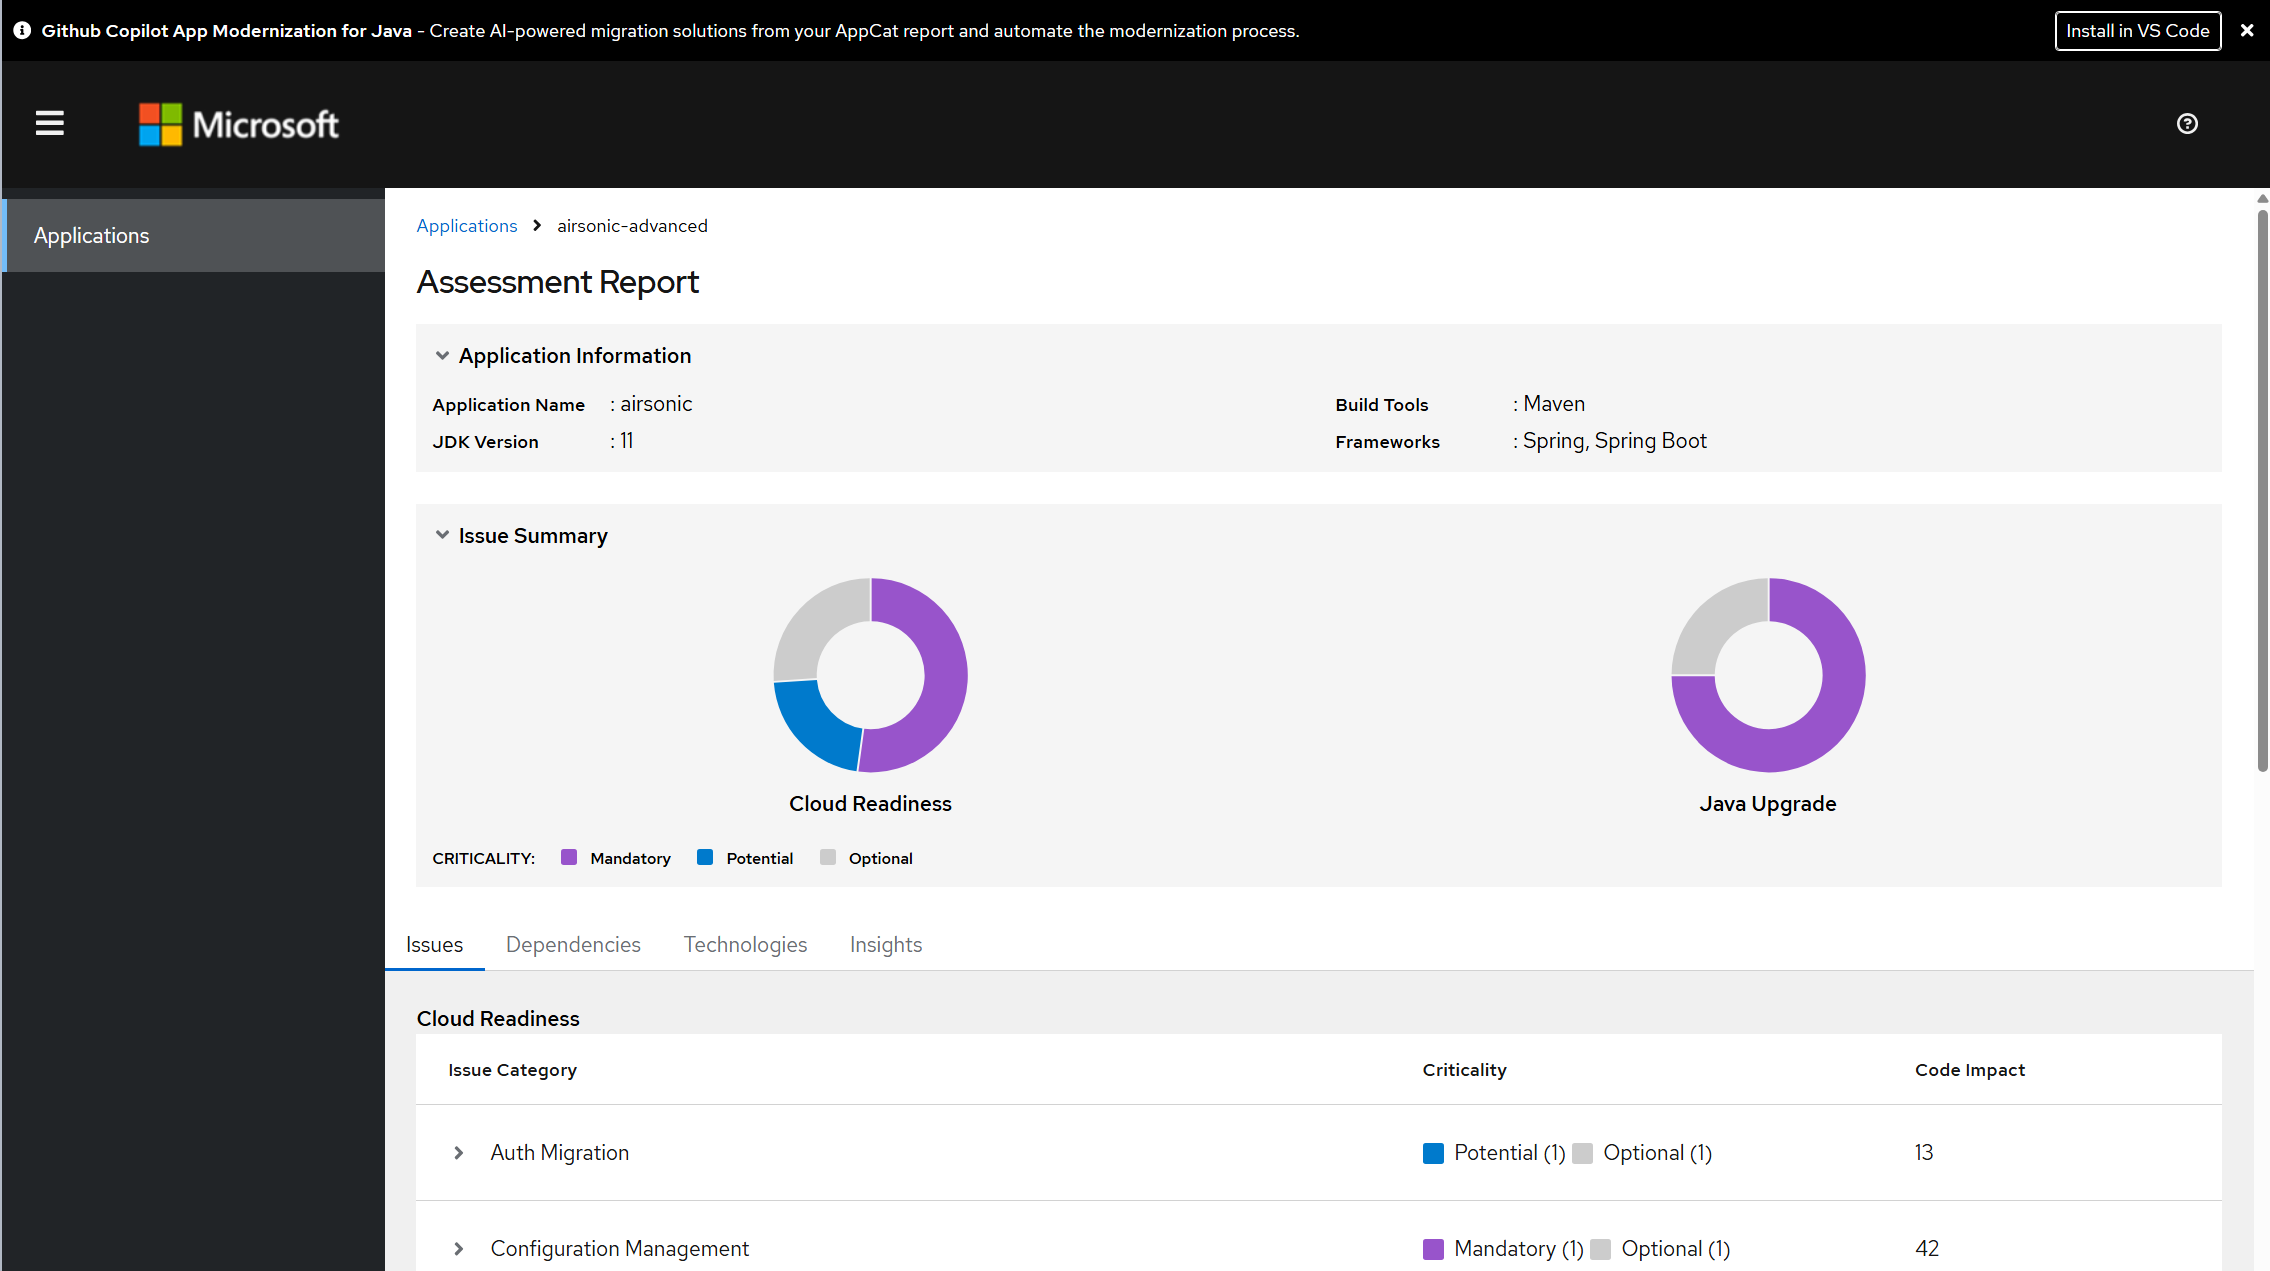 Github Copilot App Modernization for Java - Create AI-powered migration solutions from your AppCat report and automate the modernization process.
Install in VS Code
Microsoft
Applications
Applications > airsonic-advanced
Assessment Report
Application Information
Application Name : airsonic
Build Tools : Maven
JDK Version : 11
Frameworks : Spring, Spring Boot
Issue Summary
Cloud Readiness
Java Upgrade
CRITICALITY: Mandatory Potential Optional
Issues Dependencies Technologies Insights
Cloud Readiness
Issue Category Criticality Code Impact
Auth Migration Potential (1) Optional (1) 13
Configuration Management Mandatory (1) Optional (1) 42